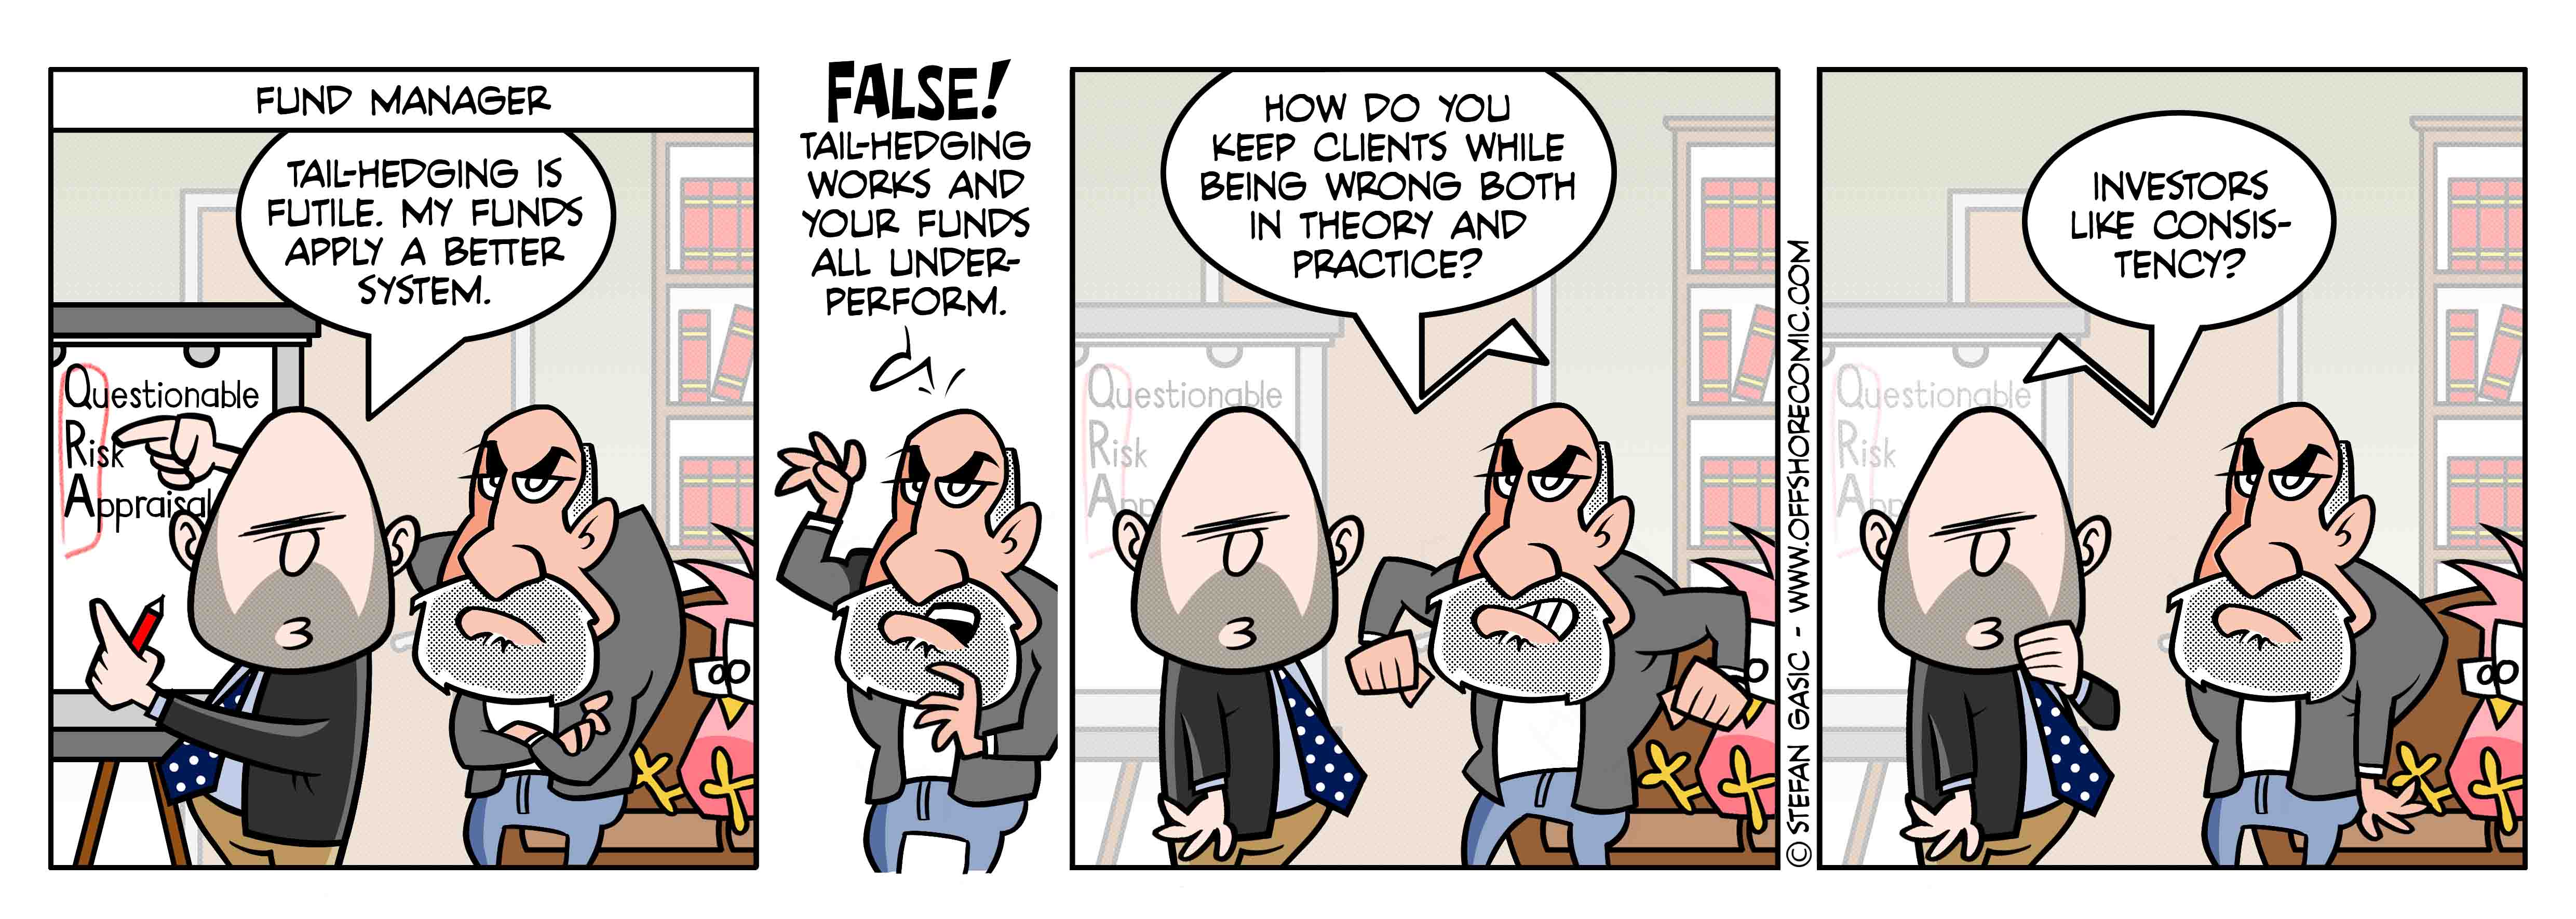 FUND MANAGER
TAIL-HEDGING IS
FUTILE. MY FUNDS
APPLY A BETTER
SYSTEM.
Questionable
Risk
Appraisal
FALSE!
TAIL-HEDGING
WORKS AND
YOUR FUNDS
ALL UNDER-
PERFORM.
HOW DO YOU
KEEP CLIENTS WHILE
BEING WRONG BOTH
IN THEORY AND
PRACTICE?
Questionable
Risk
App
© STEFAN GASIC - WWW.OFFSHORECOMIC.COM
INVESTORS
LIKE CONSIS-
TENCY?
Questionable
Risk
App